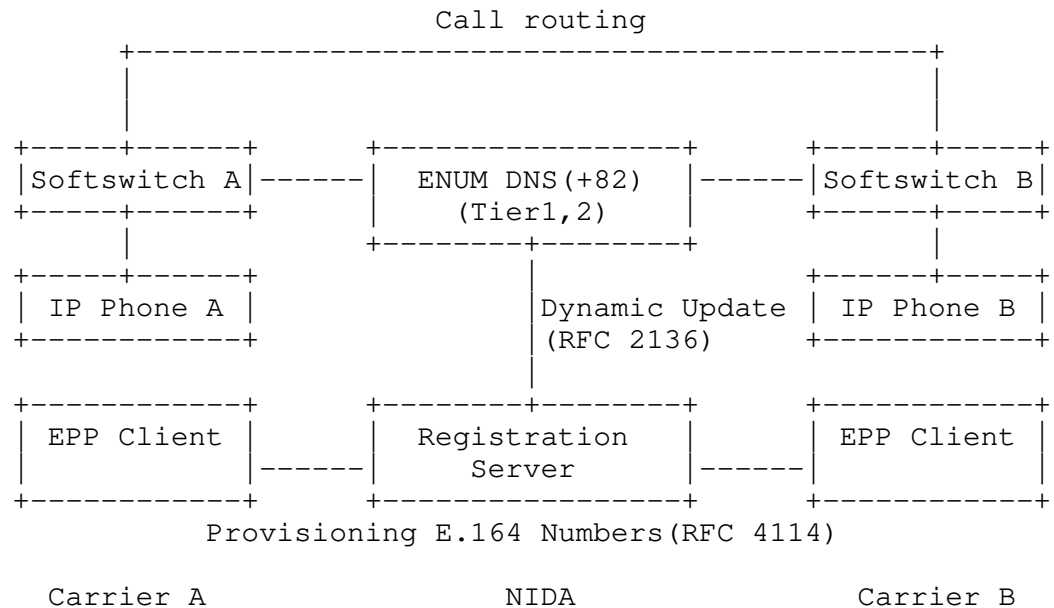 Call routing
Softswitch A ENUM DNS(+82) Softswitch B
(Tier1,2)
IP Phone A Dynamic Update IP Phone B
(RFC 2136)
EPP Client Registration EPP Client
Server
Provisioning E.164 Numbers(RFC 4114)
Carrier A NIDA Carrier B